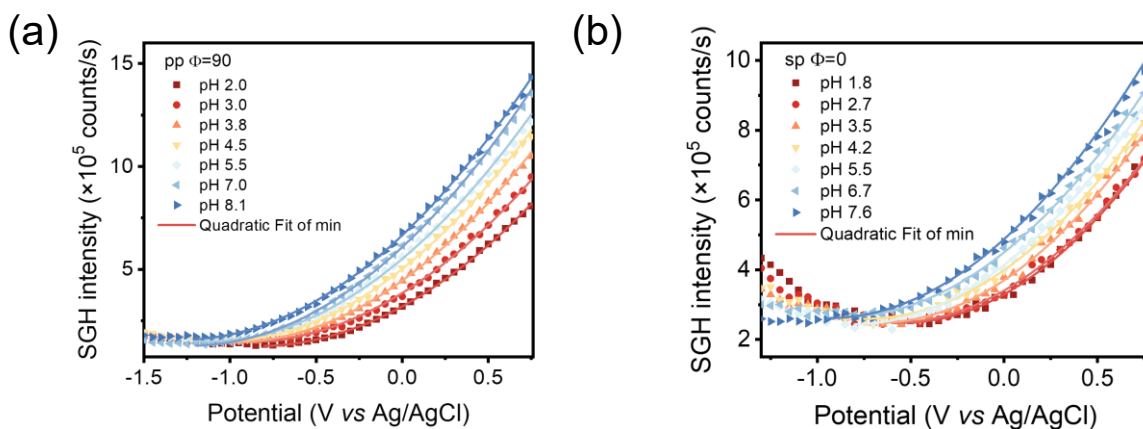 (a)
pp Φ=90
pH 2.0
pH 3.0
pH 3.8
pH 4.5
pH 5.5
pH 7.0
pH 8.1
Quadratic Fit of min
SGH intensity (×10⁵ counts/s)
15
10
5
-1.5
-1.0
-0.5
0.0
0.5
Potential (V vs Ag/AgCl)
(b)
sp Φ=0
pH 1.8
pH 2.7
pH 3.5
pH 4.2
pH 5.5
pH 6.7
pH 7.6
Quadratic Fit of min
SGH intensity (×10⁵ counts/s)
10
8
6
4
2
-1.0
-0.5
0.0
0.5
Potential (V vs Ag/AgCl)